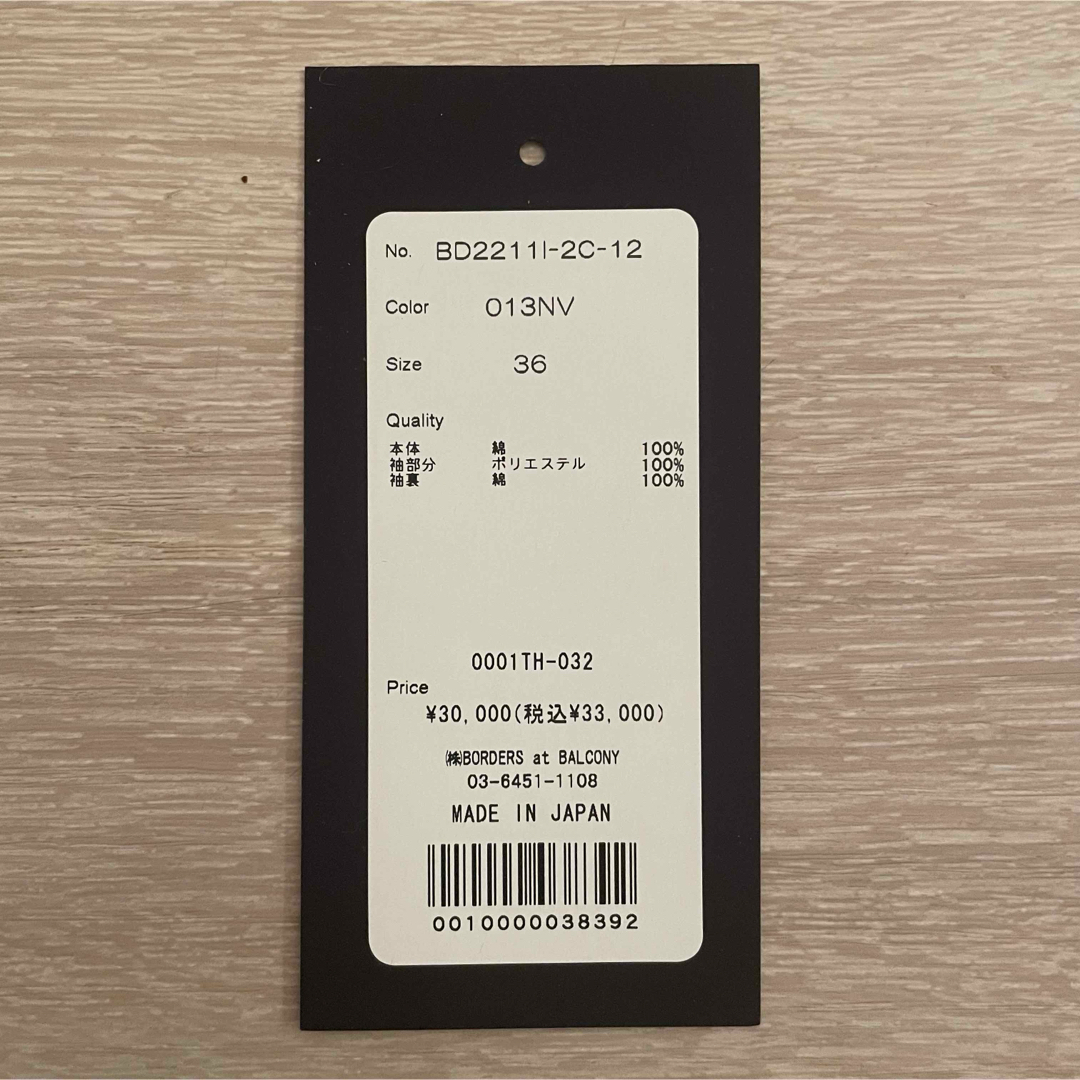 No. BD2211I-2C-12
Color 013NV
Size 36
Quality
本体 綿 100%
袖部分 ポリエステル 100%
袖裏 綿 100%
0001TH-032
Price
¥30,000(税込¥33,000)
㈱BORDERS at BALCONY
03-6451-1108
MADE IN JAPAN
0010000038392